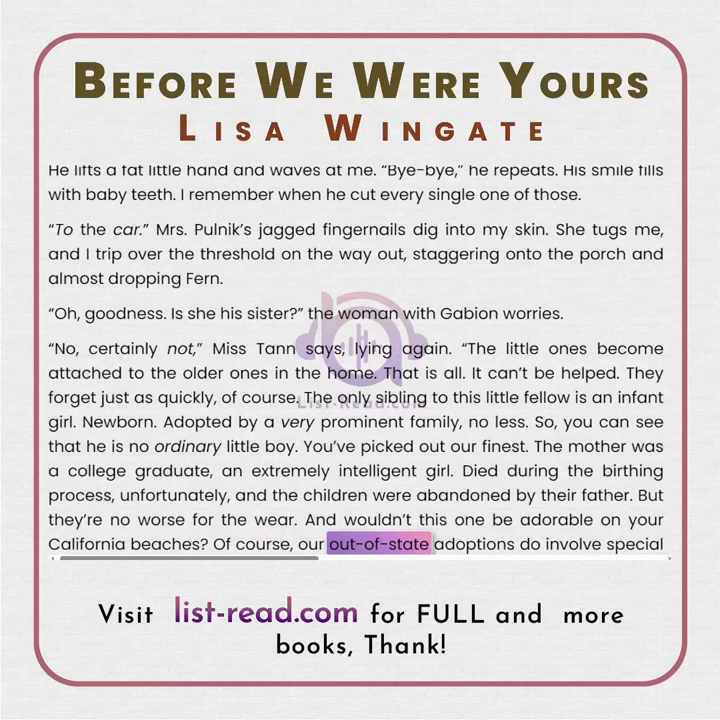 BEFORE WE WERE YOURS
LISA WINGATE
He lifts a fat little hand and waves at me. “Bye-bye,” he repeats. His smile fills
with baby teeth. I remember when he cut every single one of those.
“To the car.” Mrs. Pulnik’s jagged fingernails dig into my skin. She tugs me,
and I trip over the threshold on the way out, staggering onto the porch and
almost dropping Fern.
“Oh, goodness. Is she his sister?” the woman with Gabion worries.
“No, certainly not,” Miss Tann says, lying again. “The little ones become
attached to the older ones in the home. That is all. It can’t be helped. They
forget just as quickly, of course. The only sibling to this little fellow is an infant
List-Read.com
girl. Newborn. Adopted by a very prominent family, no less. So, you can see
that he is no ordinary little boy. You’ve picked out our finest. The mother was
a college graduate, an extremely intelligent girl. Died during the birthing
process, unfortunately, and the children were abandoned by their father. But
they’re no worse for the wear. And wouldn’t this one be adorable on your
California beaches? Of course, our out-of-state adoptions do involve special
Visit list-read.com for FULL and more
books, Thank!